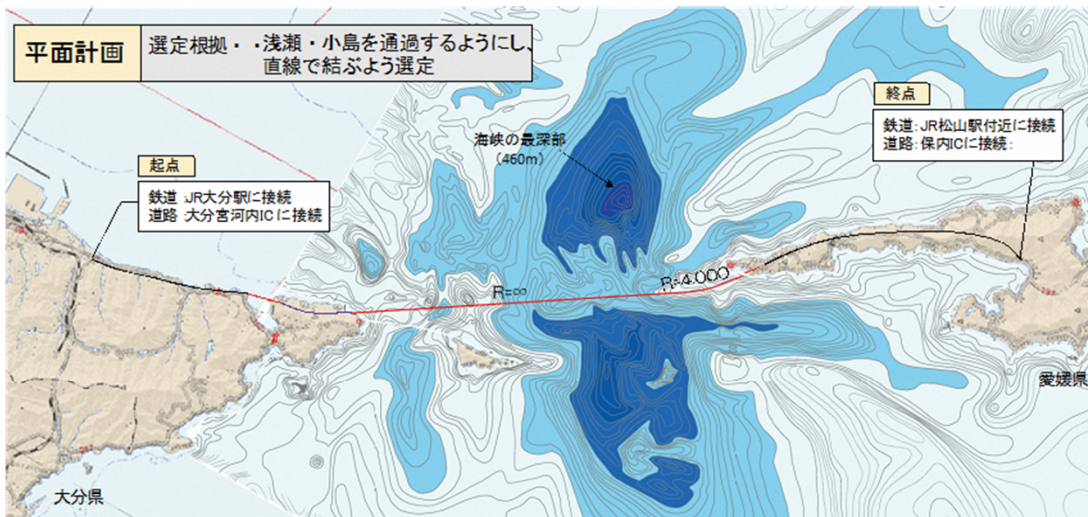 平面計画
選定根拠・・浅瀬・小島を通過するようにし、
直線で結ぶよう選定
終点
鉄道:JR松山駅付近に接続
道路:保内ICに接続:
海峡の最深部
(460m)
起点
鉄道:JR大分駅に接続
道路:大分宮河内ICに接続
R=∞
R=4.000
愛媛県
大分県